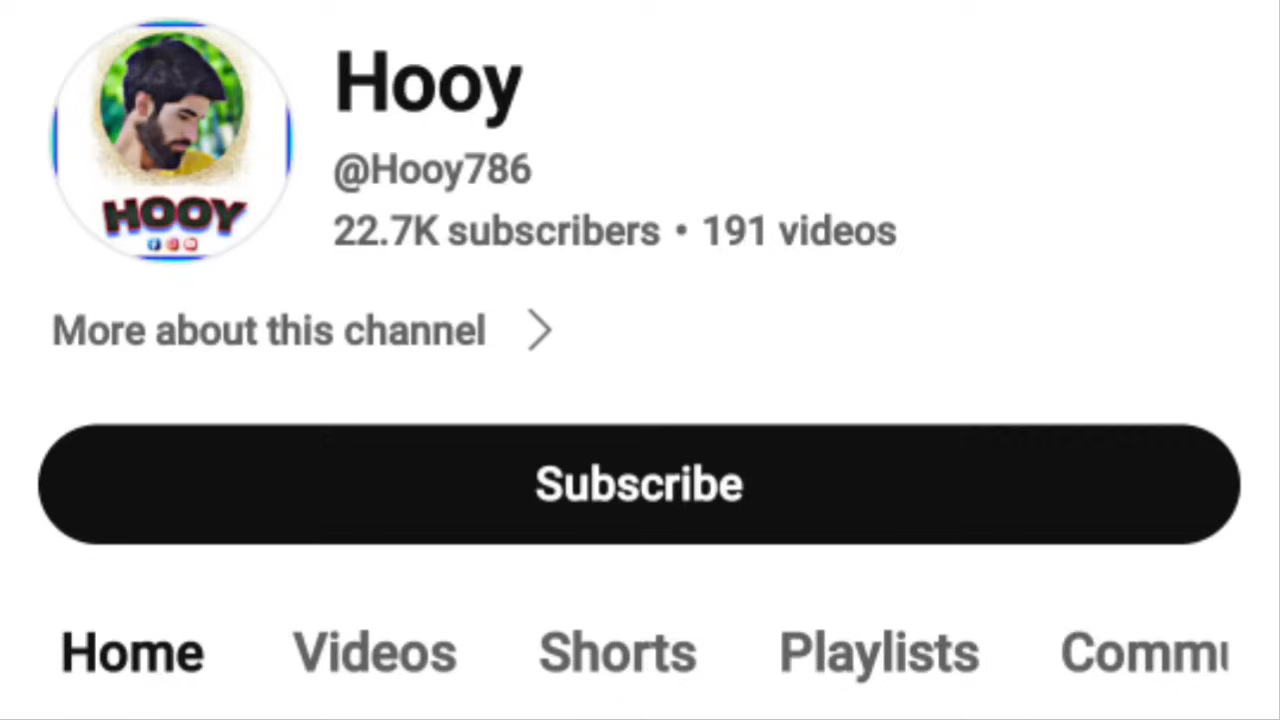 Hooy
@Hooy786
22.7K subscribers • 191 videos
HOOY
More about this channel
Subscribe
Home Videos Shorts Playlists Commu